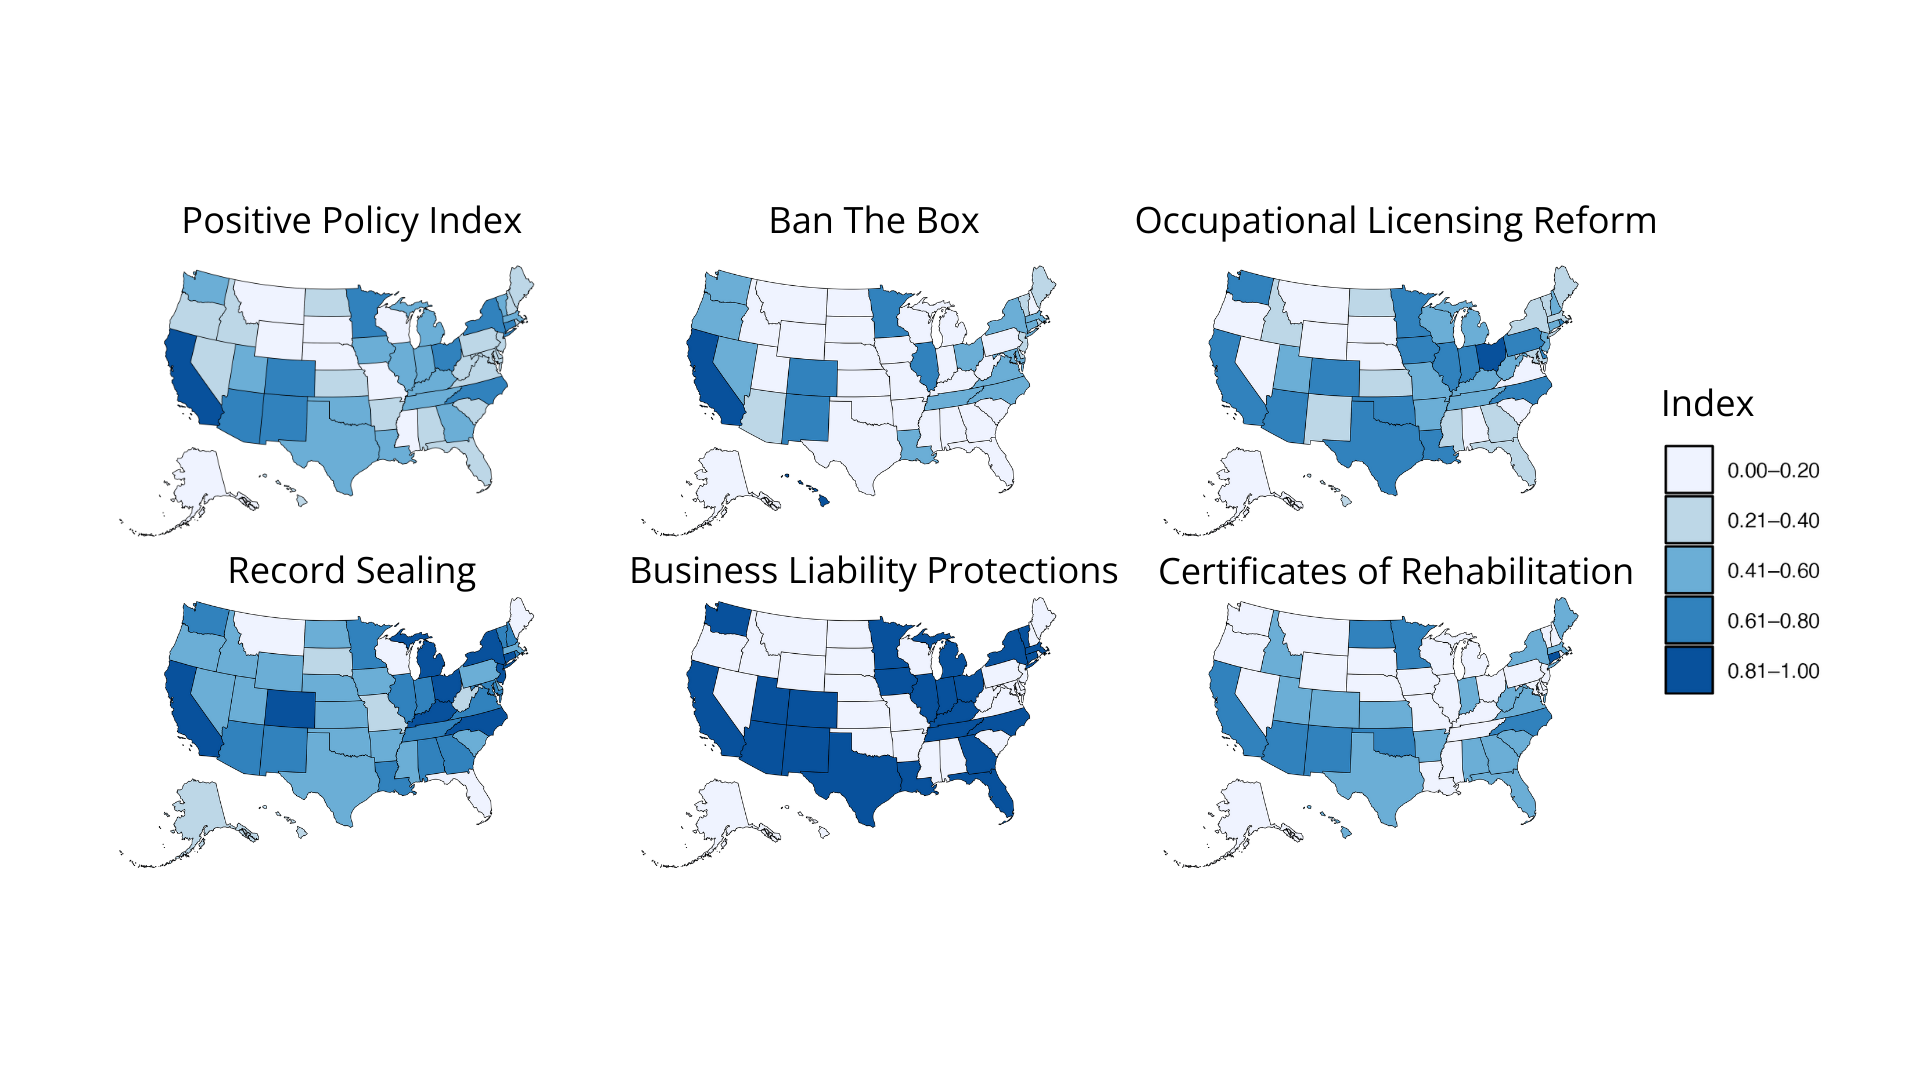 Positive Policy Index
Ban The Box
Occupational Licensing Reform
Record Sealing
Business Liability Protections
Certificates of Rehabilitation
Index
0.00–0.20
0.21–0.40
0.41–0.60
0.61–0.80
0.81–1.00